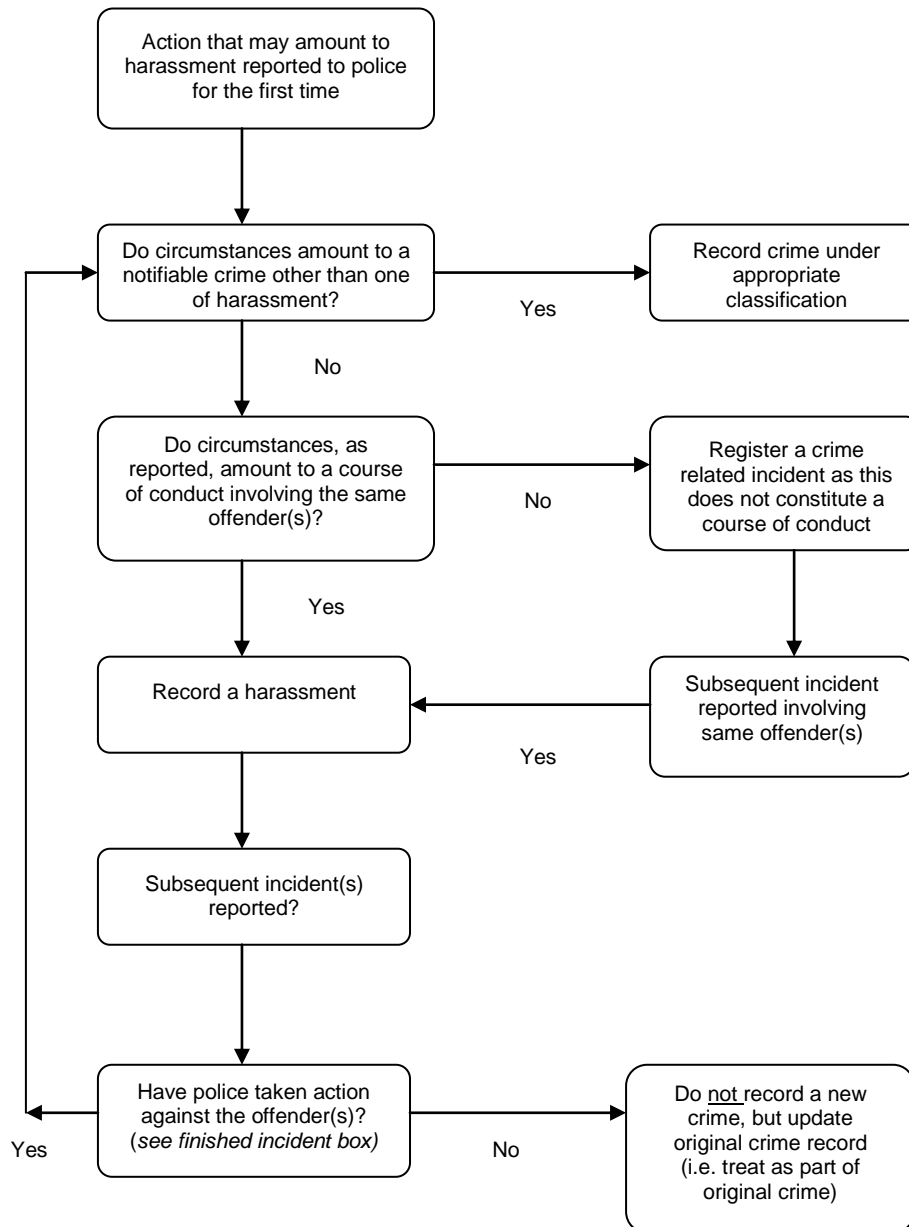 Action that may amount to
harassment reported to police
for the first time
Do circumstances amount to a
notifiable crime other than one
of harassment?
Yes
Record crime under
appropriate
classification
No
Do circumstances, as
reported, amount to a course
of conduct involving the same
offender(s)?
No
Register a crime
related incident as this
does not constitute a
course of conduct
Yes
Record a harassment
Yes
Subsequent incident
reported involving
same offender(s)
Subsequent incident(s)
reported?
Have police taken action
against the offender(s)?
(see finished incident box)
Yes
No
Do not record a new
crime, but update
original crime record
(i.e. treat as part of
original crime)